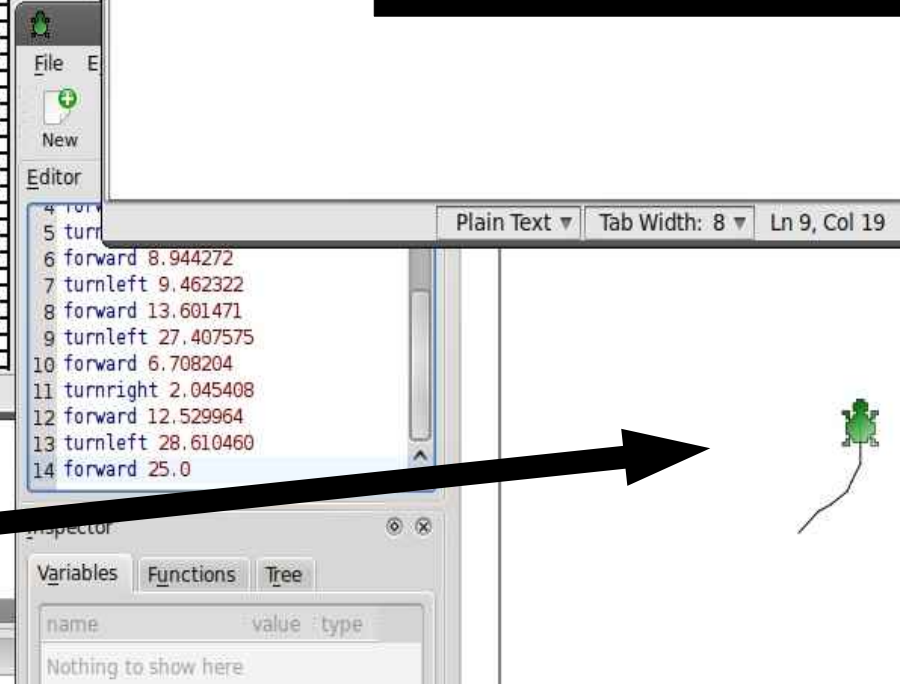 File E
New
Editor
Plain Text Tab Width: 8 Ln 9, Col 19
4 forw
5 turn
6 forward 8.944272
7 turnleft 9.462322
8 forward 13.601471
9 turnleft 27.407575
10 forward 6.708204
11 turnright 2.045408
12 forward 12.529964
13 turnleft 28.610460
14 forward 25.0
Inspector
Variables Functions Tree
name value type
Nothing to show here